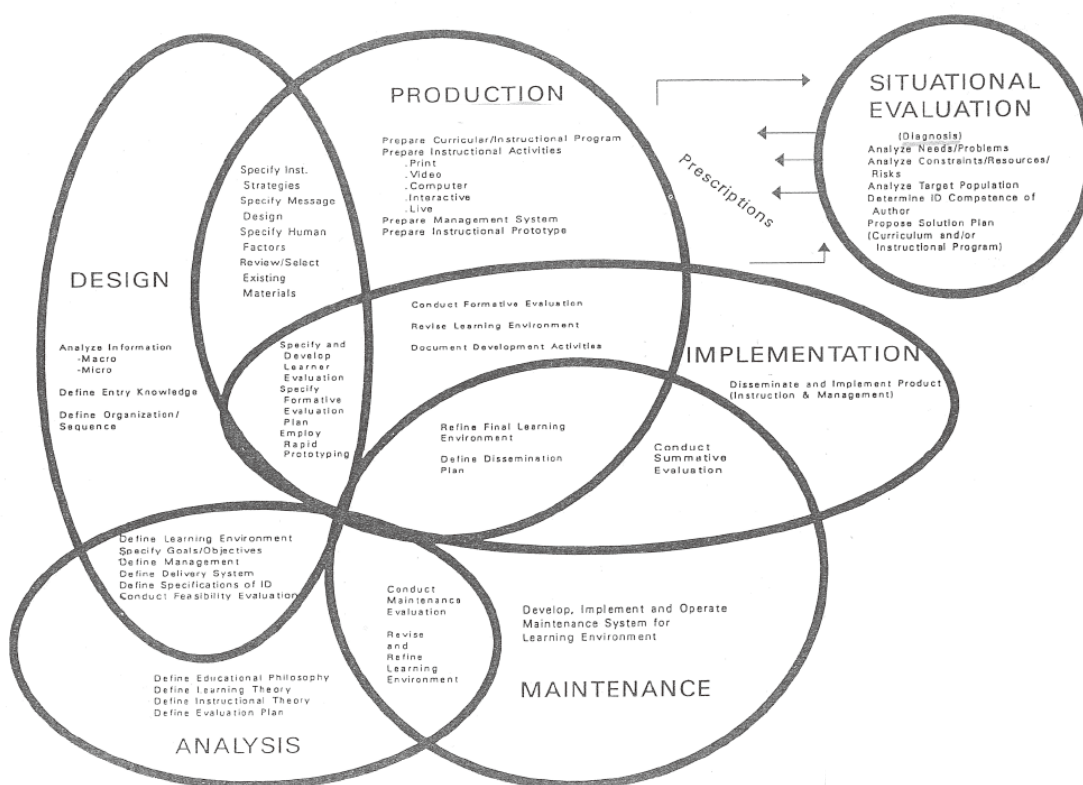 PRODUCTION
Prepare Curricular/Instructional Program
Prepare Instructional Activities
.Print
.Video
.Computer
.Interactive
.Live
Prepare Management System
Prepare Instructional Prototype
SITUATIONAL
EVALUATION
(Diagnosis)
Analyze Needs/Problems
Analyze Constraints/Resources/
Risks
Analyze Target Population
Determine ID Competence of
Author
Propose Solution Plan
(Curriculum and/or
Instructional Program)
Prescriptions
Specify Inst.
Strategies
Specify Message
Design
Specify Human
Factors
Review/Select
Existing
Materials
DESIGN
Analyze Information
-Macro
-Micro
Define Entry Knowledge
Define Organization/
Sequence
Specify and
Develop
Learner
Evaluation
Specify
Formative
Evaluation
Plan
Employ
Rapid
Prototyping
Conduct Formative Evaluation
Revise Learning Environment
Document Development Activities
IMPLEMENTATION
Disseminate and Implement Product
(Instruction & Management)
Refine Final Learning
Environment
Define Dissemination
Plan
Conduct
Summative
Evaluation
Define Learning Environment
Specify Goals/Objectives
Define Management
Define Delivery System
Define Specifications of ID
Conduct Feasibility Evaluation
Conduct
Maintenance
Evaluation
Revise
and
Refine
Learning
Environment
Develop, Implement and Operate
Maintenance System for
Learning Environment
MAINTENANCE
Define Educational Philosophy
Define Learning Theory
Define Instructional Theory
Define Evaluation Plan
ANALYSIS